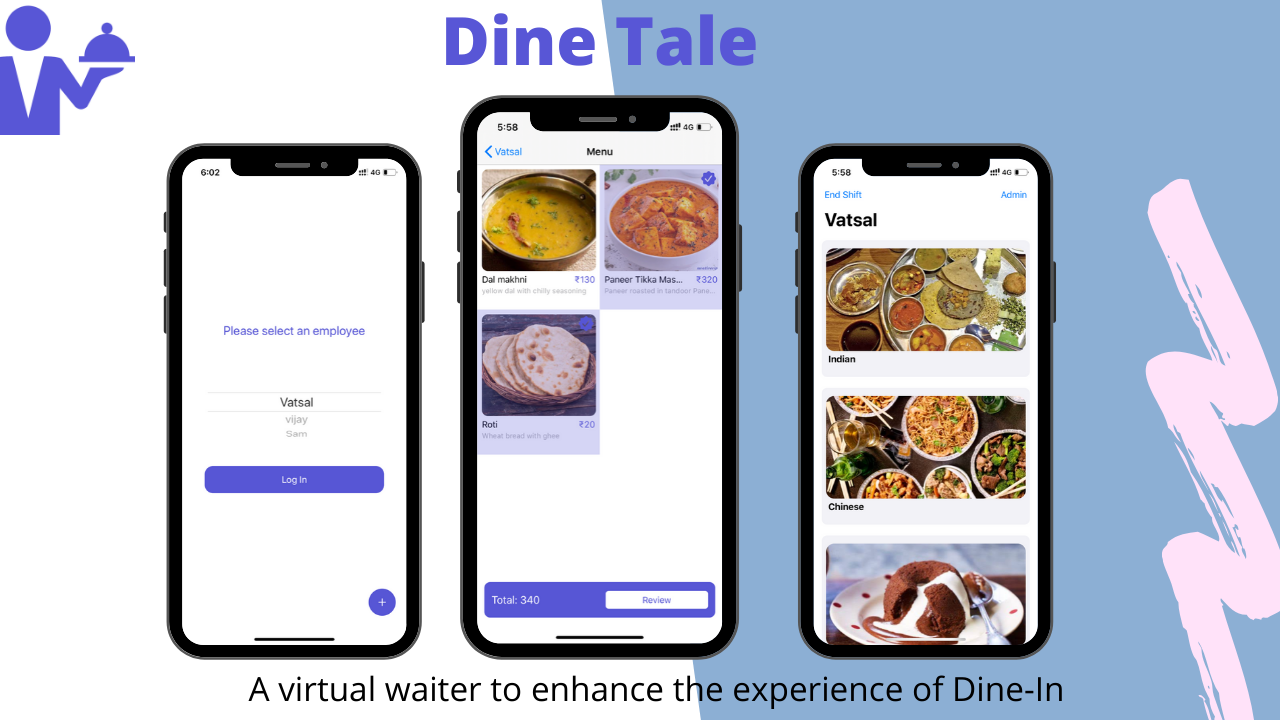 Dine Tale
6:02
4G
Please select an employee
Vatsal
vijay
Sam
Log In
+
5:58
4G
Vatsal
Menu
Dal makhni ₹130
yellow dal with chilly seasoning
Paneer Tikka Mas... ₹320
Paneer roasted in tandoor Pane...
Roti ₹20
Wheat bread with ghee
Total: 340
Review
5:58
4G
End Shift
Admin
Vatsal
Indian
Chinese
A virtual waiter to enhance the experience of Dine-In